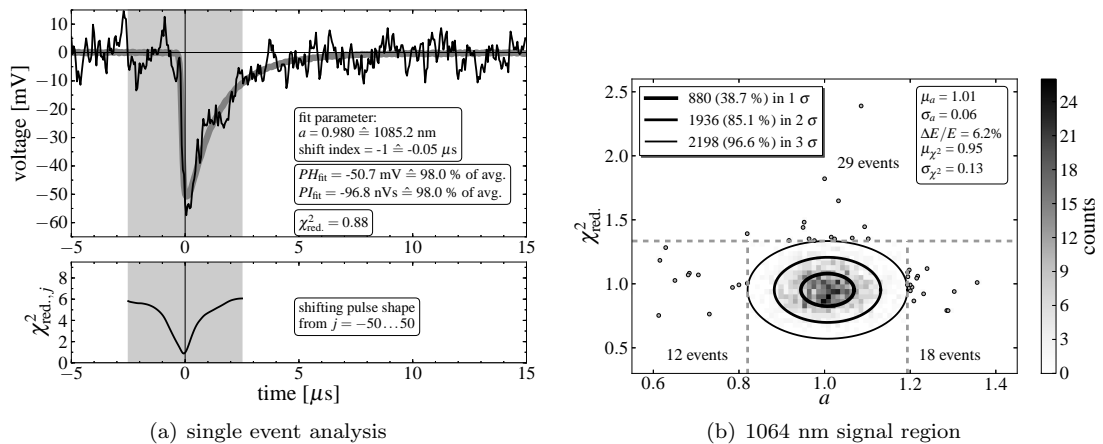 15
10
0
−10
−20
−30
−40
−50
−60
voltage [mV]
fit parameter:
a = 0.980 ≙ 1085.2 nm
shift index = -1 ≙ -0.05 μs
PH_fit = -50.7 mV ≙ 98.0 % of avg.
PI_fit = -96.8 nVs ≙ 98.0 % of avg.
χ²_red. = 0.88
−5 0 5 10 15
8
6
4
2
0
χ²_red.,j
shifting pulse shape
from j = −50…50
−5 0 5 10 15
time [μs]
(a) single event analysis
2.5
2.0
1.5
1.0
0.5
χ²_red.
880 (38.7 %) in 1 σ
1936 (85.1 %) in 2 σ
2198 (96.6 %) in 3 σ
μ_a = 1.01
σ_a = 0.06
ΔE/E = 6.2%
μ_χ² = 0.95
σ_χ² = 0.13
29 events
12 events
18 events
0.6 0.8 1.0 1.2 1.4
a
24
21
18
15
12
9
6
3
0
counts
(b) 1064 nm signal region